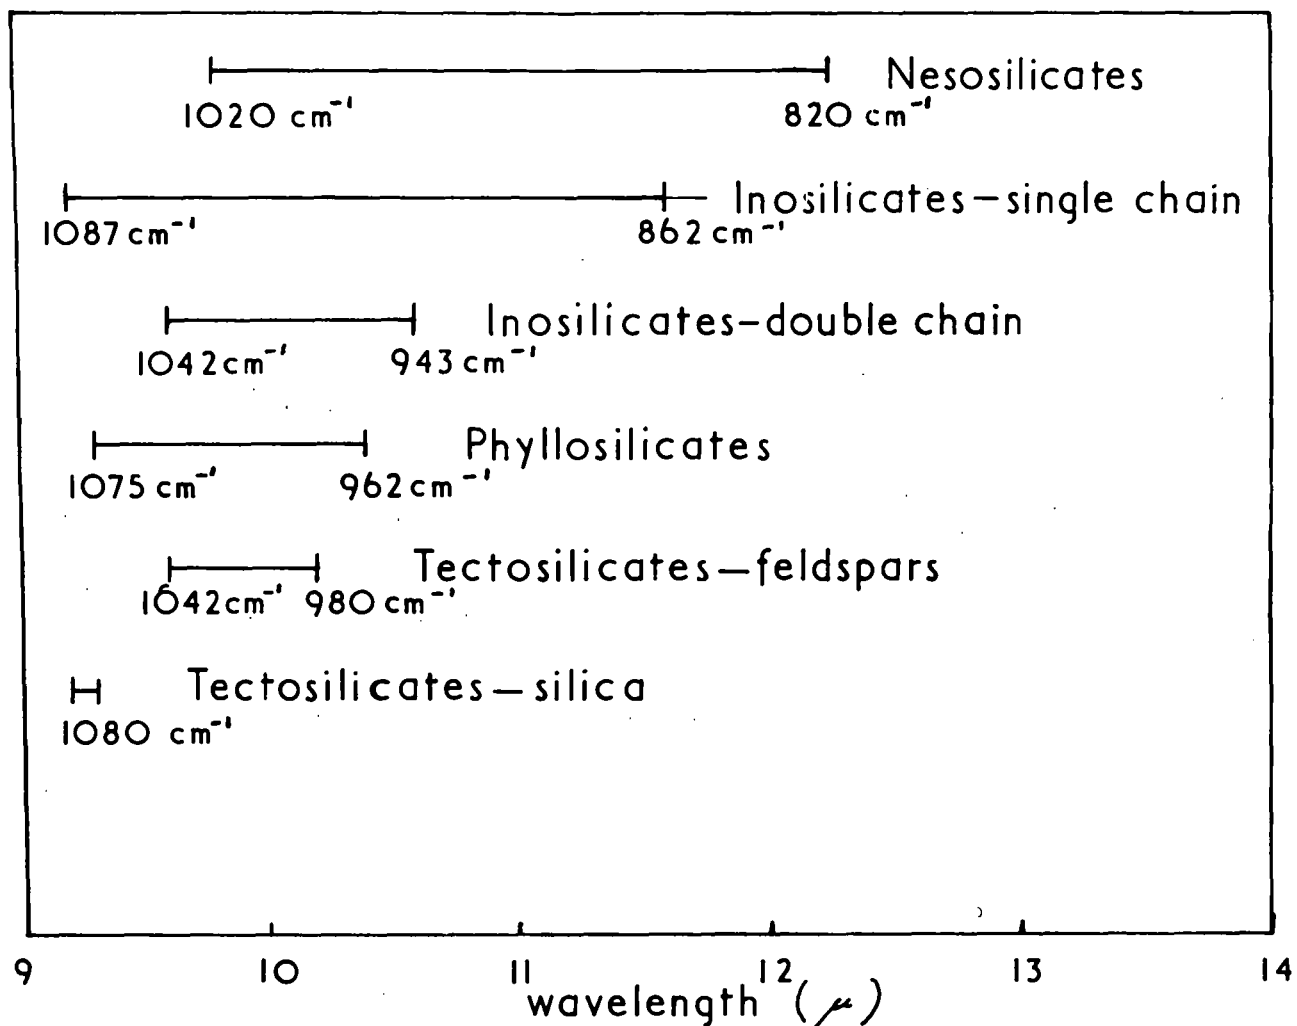 Nesosilicates
1020 cm⁻¹ 820 cm⁻¹
Inosilicates–single chain
1087 cm⁻¹ 862 cm⁻¹
Inosilicates–double chain
1042 cm⁻¹ 943 cm⁻¹
Phyllosilicates
1075 cm⁻¹ 962 cm⁻¹
Tectosilicates–feldspars
1042 cm⁻¹ 980 cm⁻¹
Tectosilicates–silica
1080 cm⁻¹
9 10 11 12 13 14
wavelength (μ)